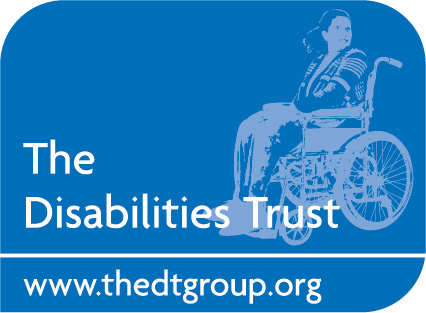 The
Disabilities Trust
www.thedtgroup.org